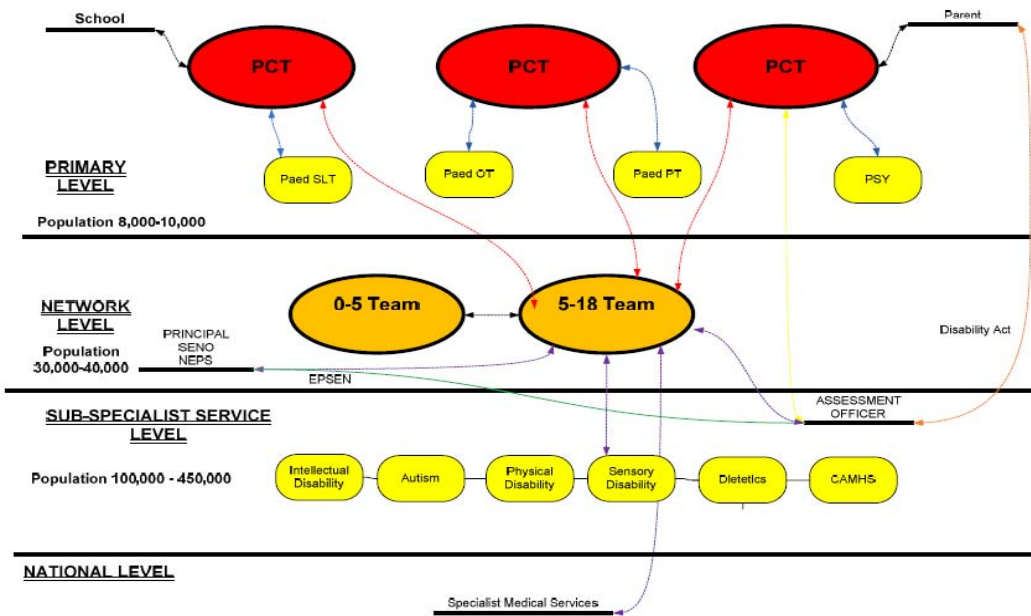 School
Parent
PCT
PCT
PCT
Paed SLT
Paed OT
Paed PT
PSY
PRIMARY
LEVEL
Population 8,000-10,000
NETWORK
LEVEL
Population
30,000-40,000
PRINCIPAL
SENO
NEPS
0-5 Team
5-18 Team
Disability Act
EPSEN
ASSESSMENT
OFFICER
SUB-SPECIALIST SERVICE
LEVEL
Population 100,000 - 450,000
Intellectual
Disability
Autism
Physical
Disability
Sensory
Disability
Dietetics
CAMHS
NATIONAL LEVEL
Specialist Medical Services